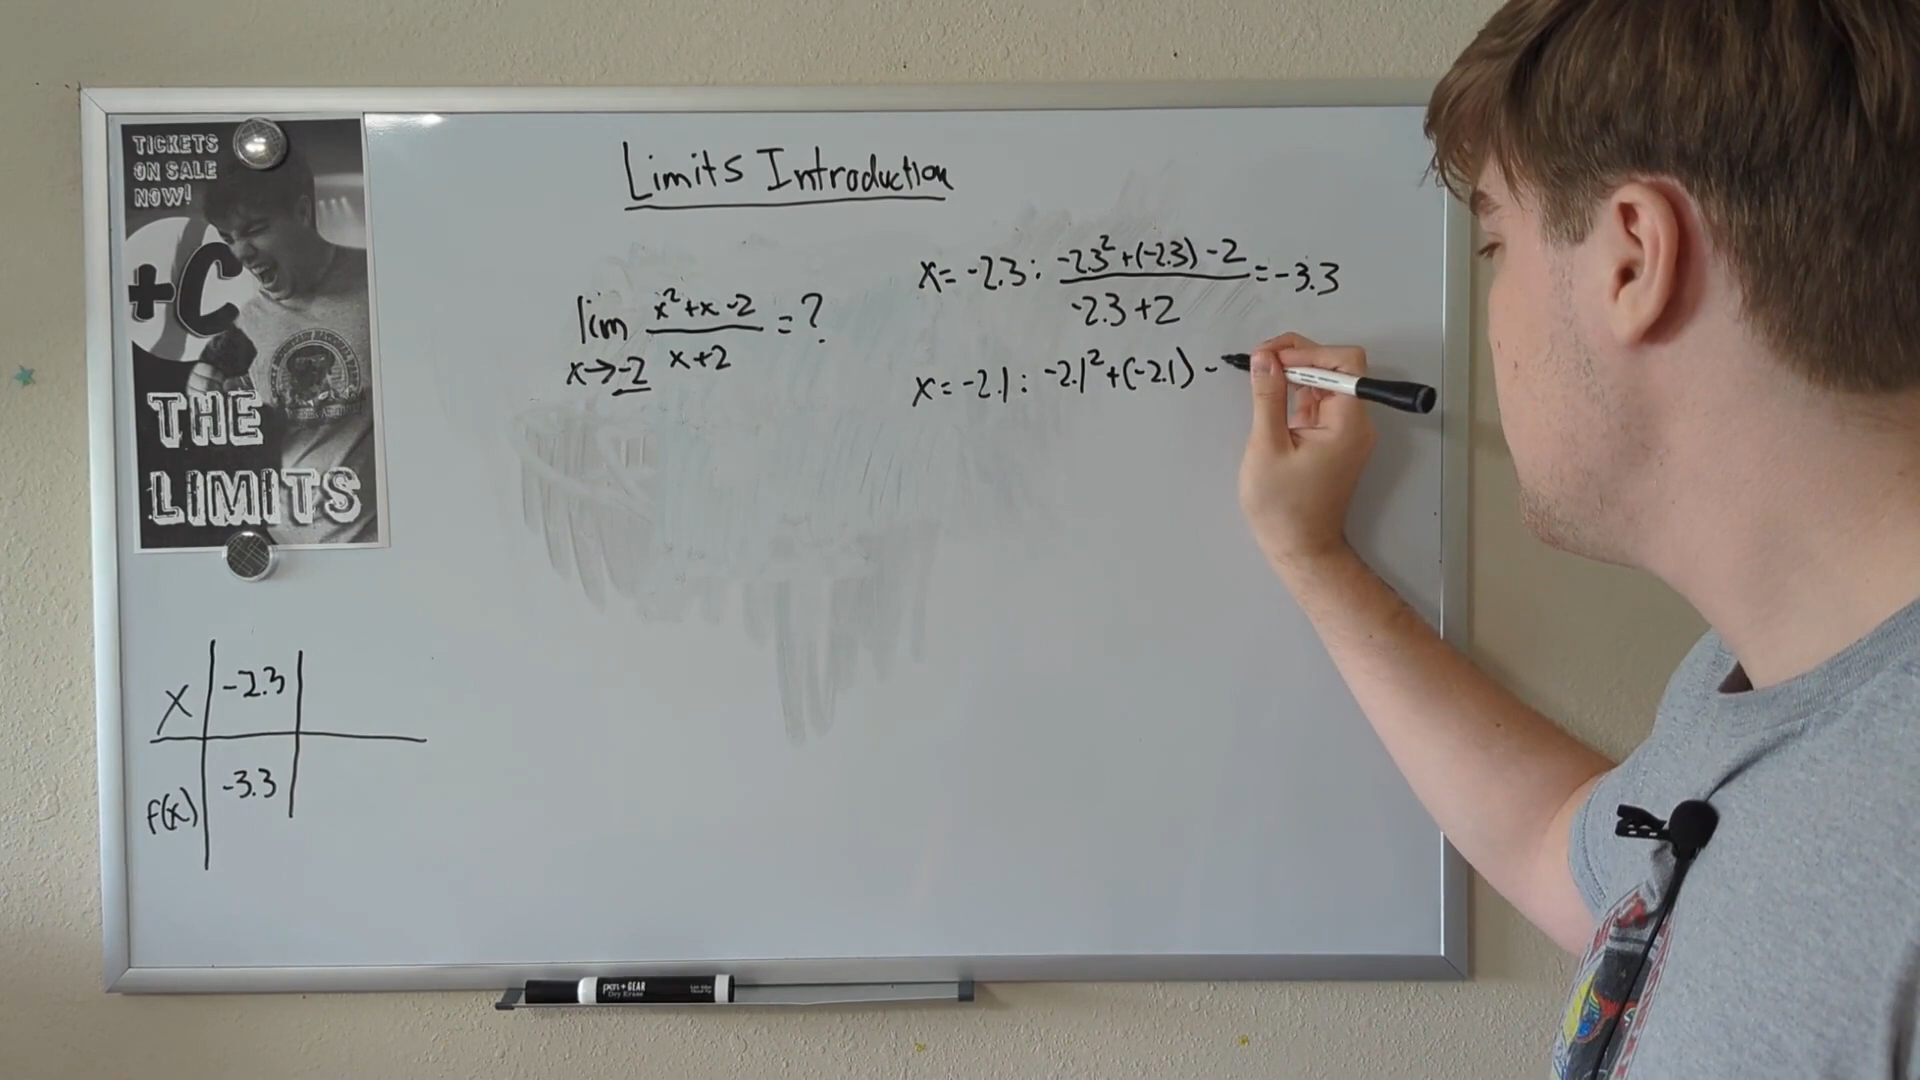 TICKETS
ON SALE
NOW!
+C
THE
LIMITS
Limits Introduction
lim x→-2 (x²+x-2)/(x+2) = ?
x = -2.3 : (-2.3²+(-2.3)-2)/(-2.3+2) = -3.3
x = -2.1 : -2.1²+(-2.1) -
x | -2.3 |
f(x) | -3.3
pen+GEAR
Dry Erase